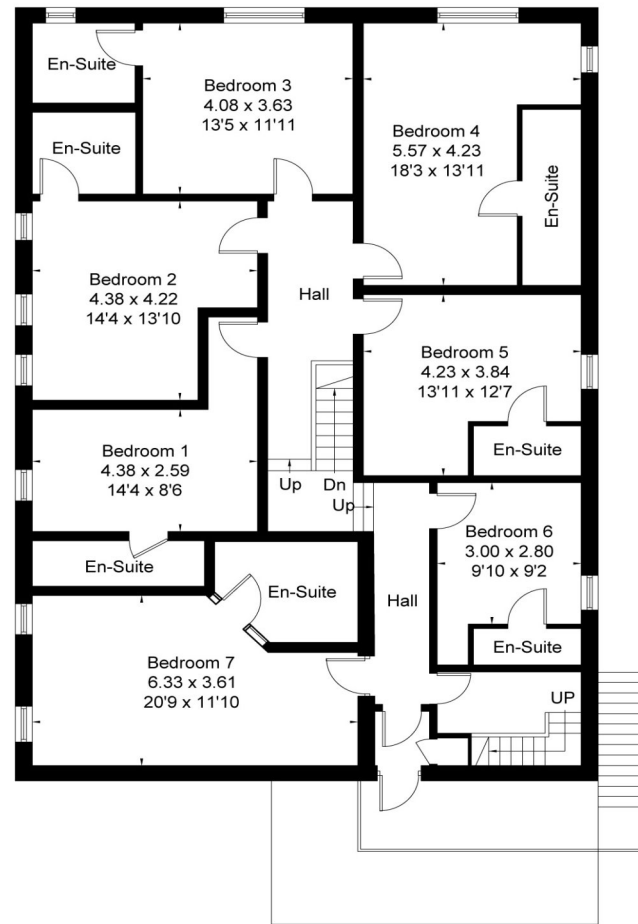 En-Suite
Bedroom 3
4.08 x 3.63
13'5 x 11'11
En-Suite
Bedroom 4
5.57 x 4.23
18'3 x 13'11
En-Suite
Bedroom 2
4.38 x 4.22
14'4 x 13'10
Hall
Bedroom 5
4.23 x 3.84
13'11 x 12'7
En-Suite
Bedroom 1
4.38 x 2.59
14'4 x 8'6
Up
Dn
Up
En-Suite
En-Suite
Hall
Bedroom 6
3.00 x 2.80
9'10 x 9'2
En-Suite
Bedroom 7
6.33 x 3.61
20'9 x 11'10
UP